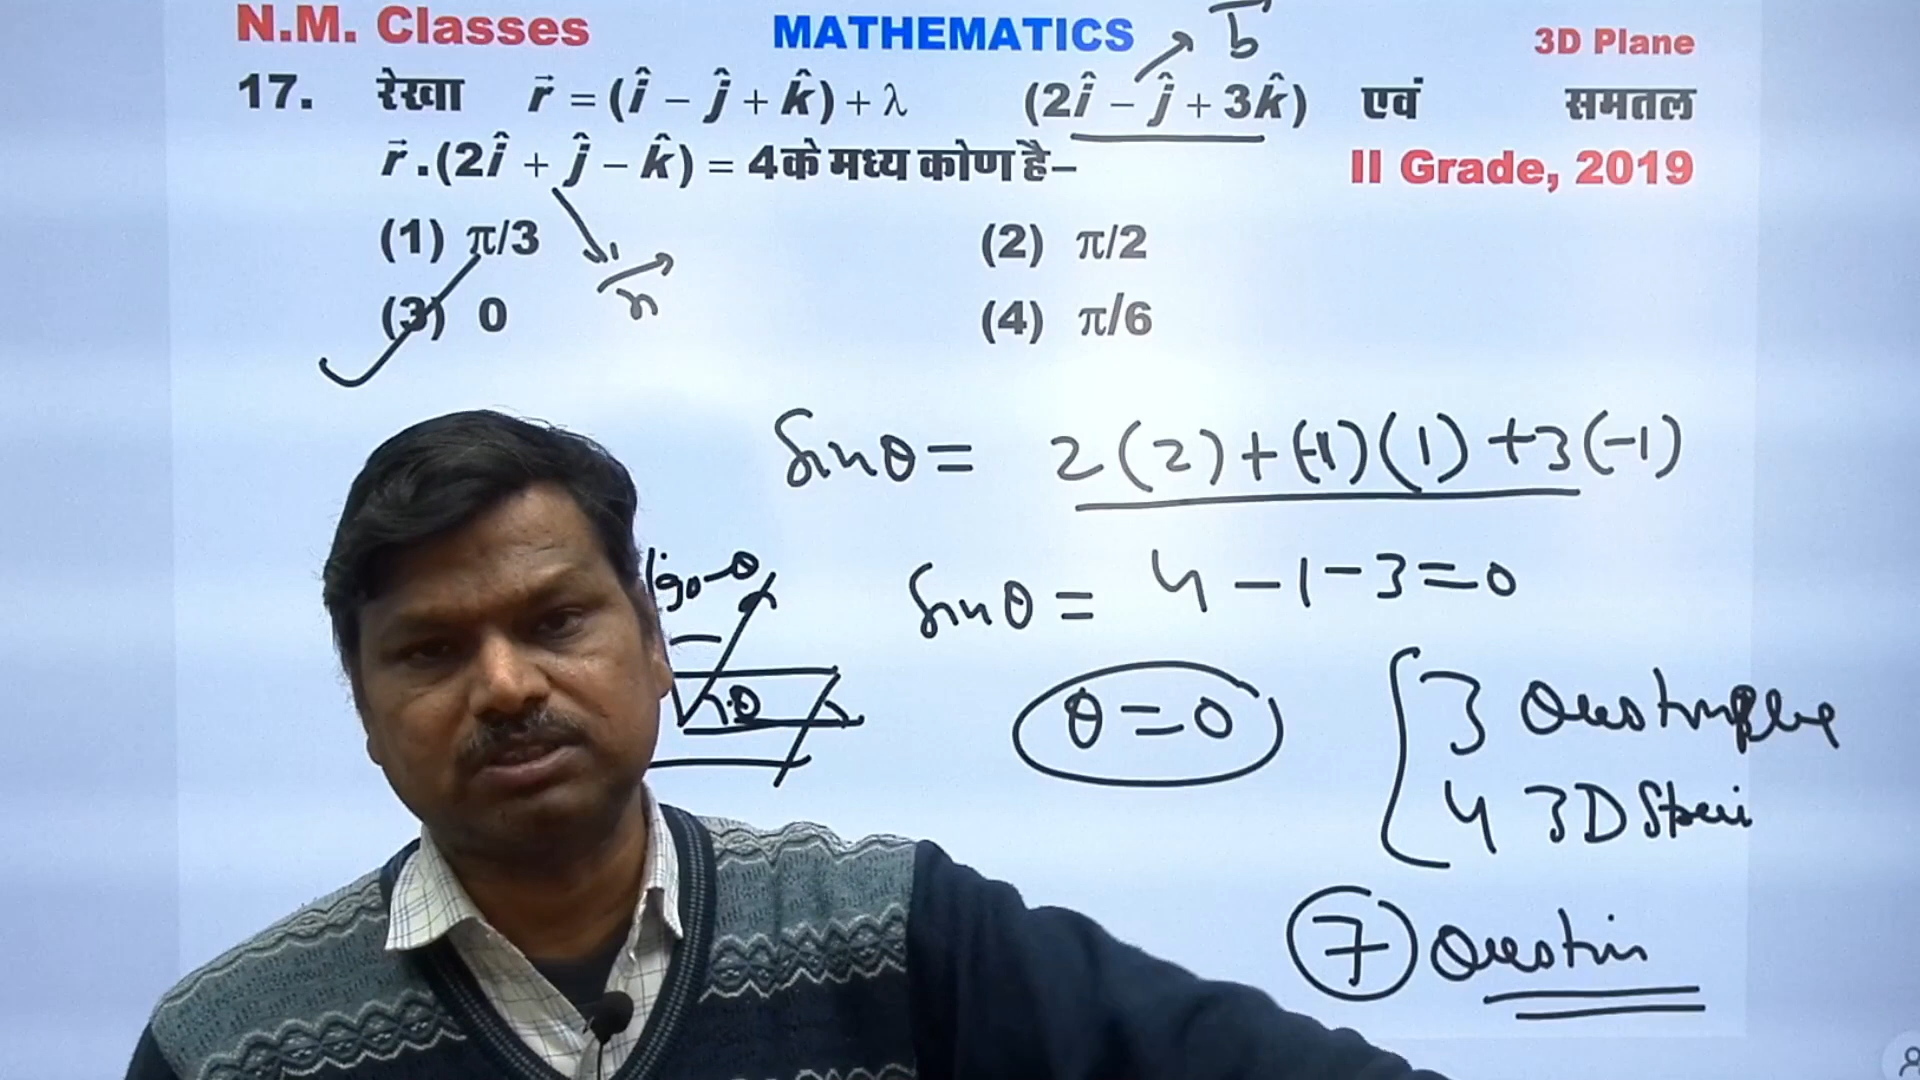 N.M. Classes MATHEMATICS 3D Plane
b
17. रेखा r⃗ = (î − ĵ + k̂) + λ (2î − ĵ + 3k̂) एवं समतल
r⃗ .(2î + ĵ − k̂) = 4के मध्य कोण है− II Grade, 2019
(1) π/3 (2) π/2
n
(3) 0 (4) π/6
Sinθ = 2(2)+(-1)(1)+3(-1)
90-θ
Sinθ = 4-1-3=0
θ
θ=0
3
4 3D
7 Question